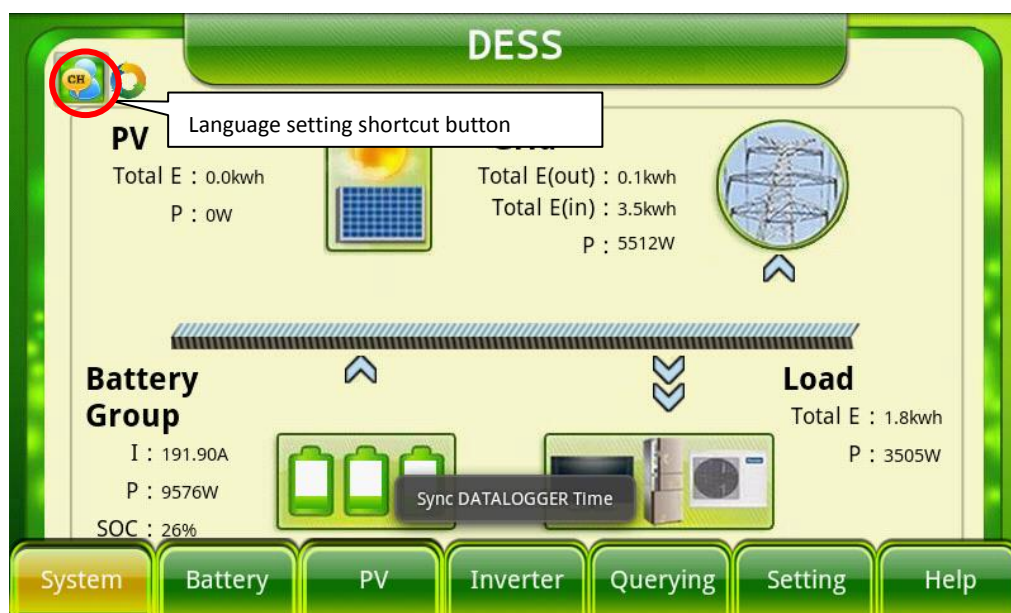 DESS
CH
Language setting shortcut button
PV
Total E : 0.0kwh
P : 0W
Total E(out) : 0.1kwh
Total E(in) : 3.5kwh
P : 5512W
Battery
Group
I : 191.90A
P : 9576W
SOC : 26%
Load
Total E : 1.8kwh
P : 3505W
Sync DATALOGGER TIme
System
Battery
PV
Inverter
Querying
Setting
Help